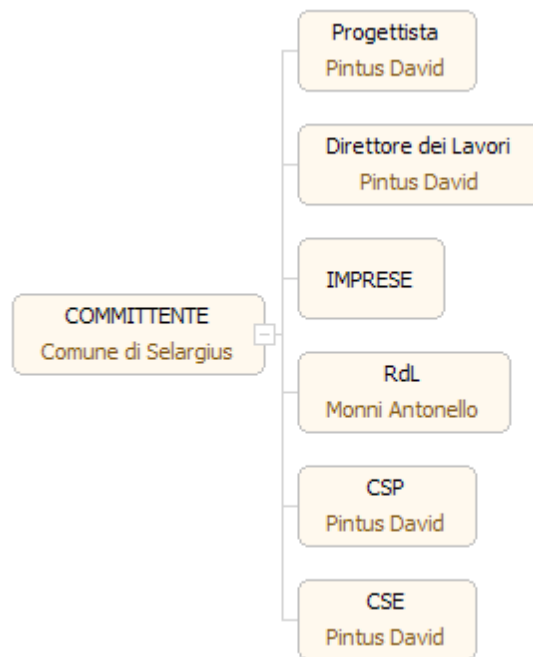 Progettista
Pintus David
Direttore dei Lavori
Pintus David
IMPRESE
COMMITTENTE
Comune di Selargius
RdL
Monni Antonello
CSP
Pintus David
CSE
Pintus David